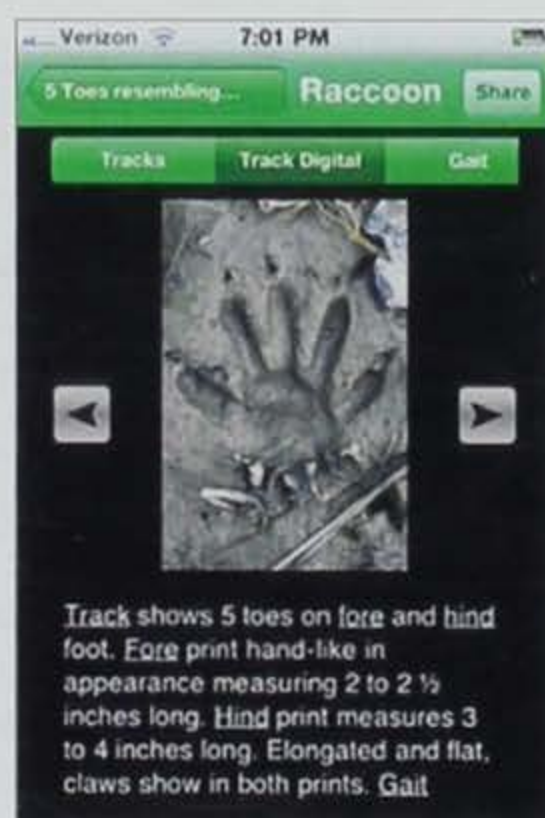 Verizon 7:01 PM
5 Toes resembling... Raccoon Share
Tracks Track Digital Gait
Track shows 5 toes on fore and hind
foot. Fore print hand-like in
appearance measuring 2 to 2 ½
inches long. Hind print measures 3
to 4 inches long. Elongated and flat,
claws show in both prints. Gait